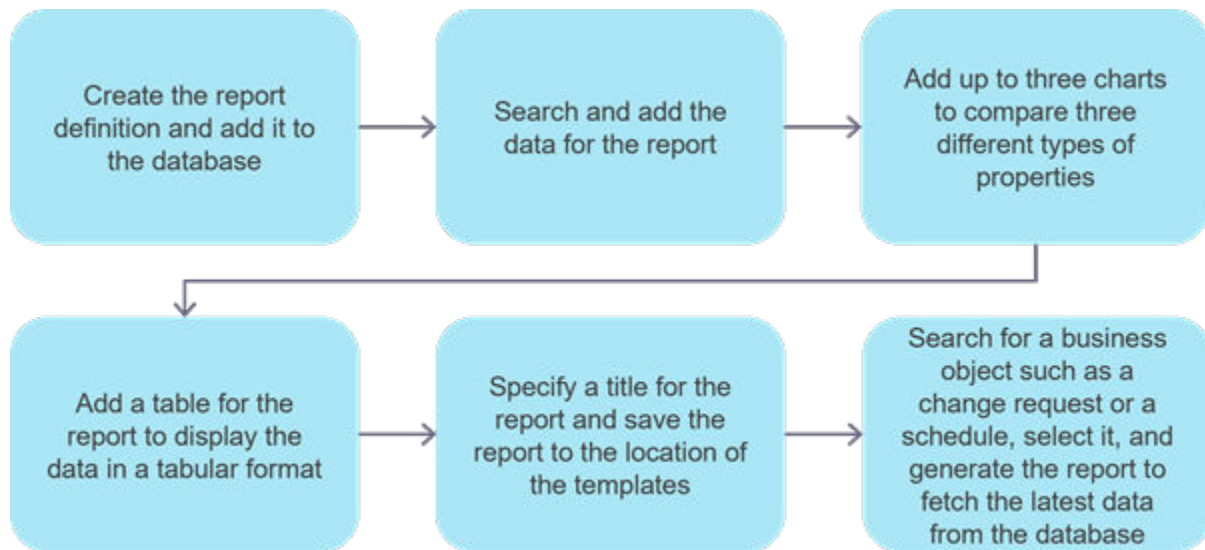 Create the report
definition and add it to
the database
Search and add the
data for the report
Add up to three charts
to compare three
different types of
properties
Add a table for the
report to display the
data in a tabular format
Specify a title for the
report and save the
report to the location of
the templates
Search for a business
object such as a
change request or a
schedule, select it, and
generate the report to
fetch the latest data
from the database